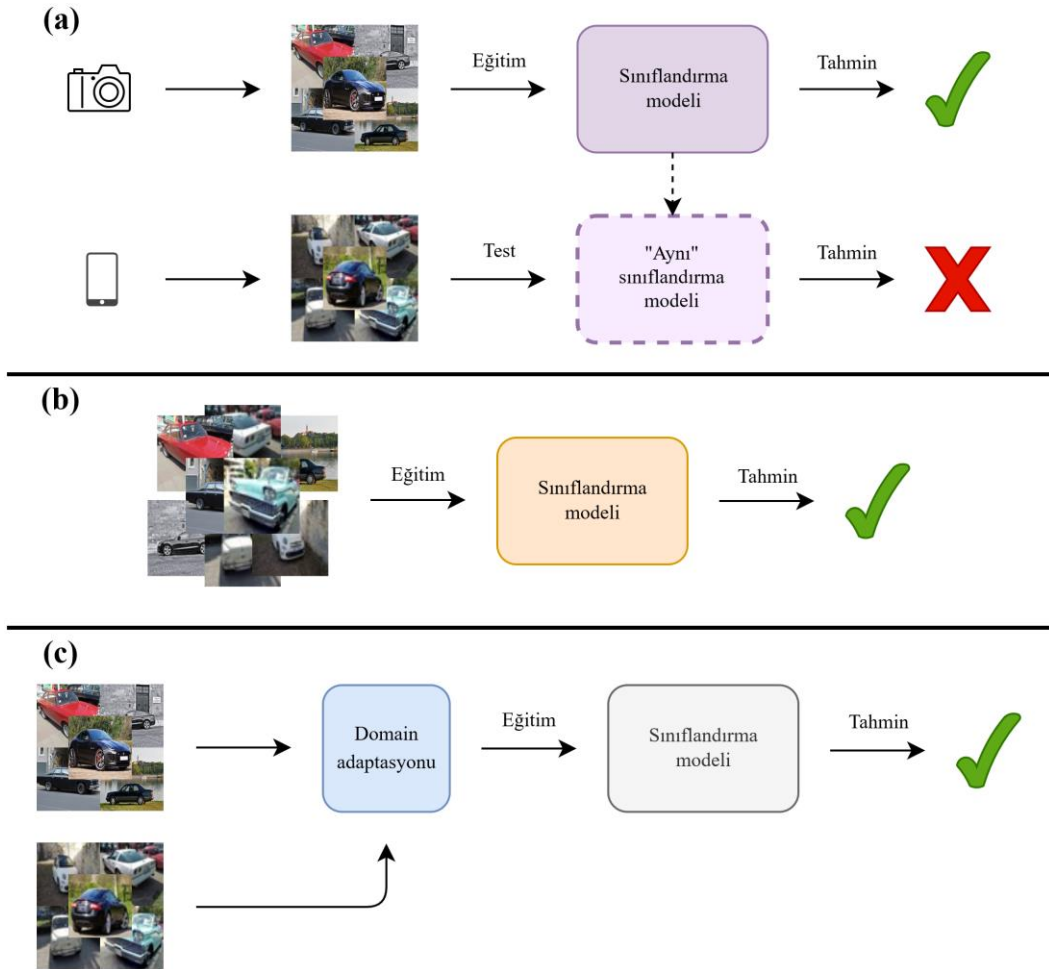 (a)
Eğitim
Sınıflandırma
modeli
Tahmin
Test
"Aynı"
sınıflandırma
modeli
Tahmin
(b)
Eğitim
Sınıflandırma
modeli
Tahmin
(c)
Domain
adaptasyonu
Eğitim
Sınıflandırma
modeli
Tahmin